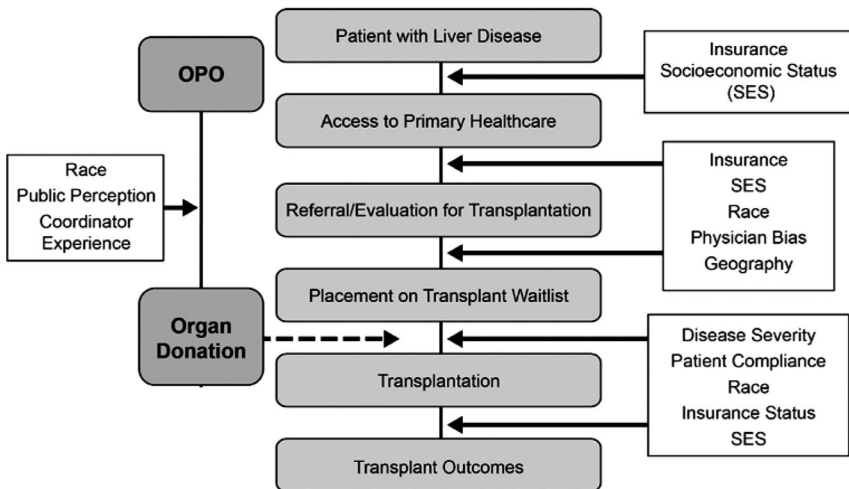 Patient with Liver Disease
OPO
Insurance
Socioeconomic Status
(SES)
Access to Primary Healthcare
Race
Public Perception
Coordinator
Experience
Insurance
SES
Race
Physician Bias
Geography
Referral/Evaluation for Transplantation
Placement on Transplant Waitlist
Organ
Donation
Disease Severity
Patient Compliance
Race
Insurance Status
SES
Transplantation
Transplant Outcomes